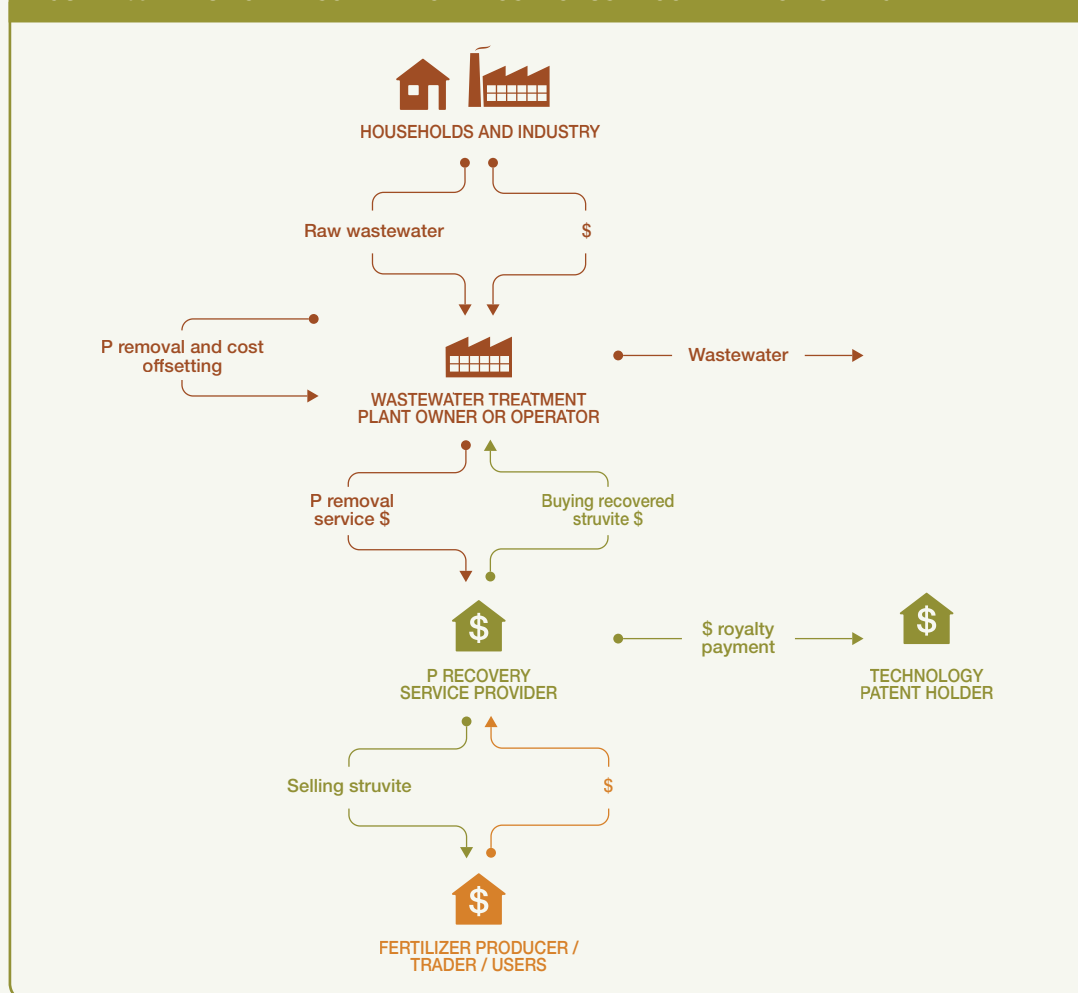 HOUSEHOLDS AND INDUSTRY
Raw wastewater
$
P removal and cost
offsetting
Wastewater
WASTEWATER TREATMENT
PLANT OWNER OR OPERATOR
P removal
service $
Buying recovered
struvite $
$
$ royalty
payment
$
P RECOVERY
SERVICE PROVIDER
TECHNOLOGY
PATENT HOLDER
Selling struvite
$
$
FERTILIZER PRODUCER /
TRADER / USERS